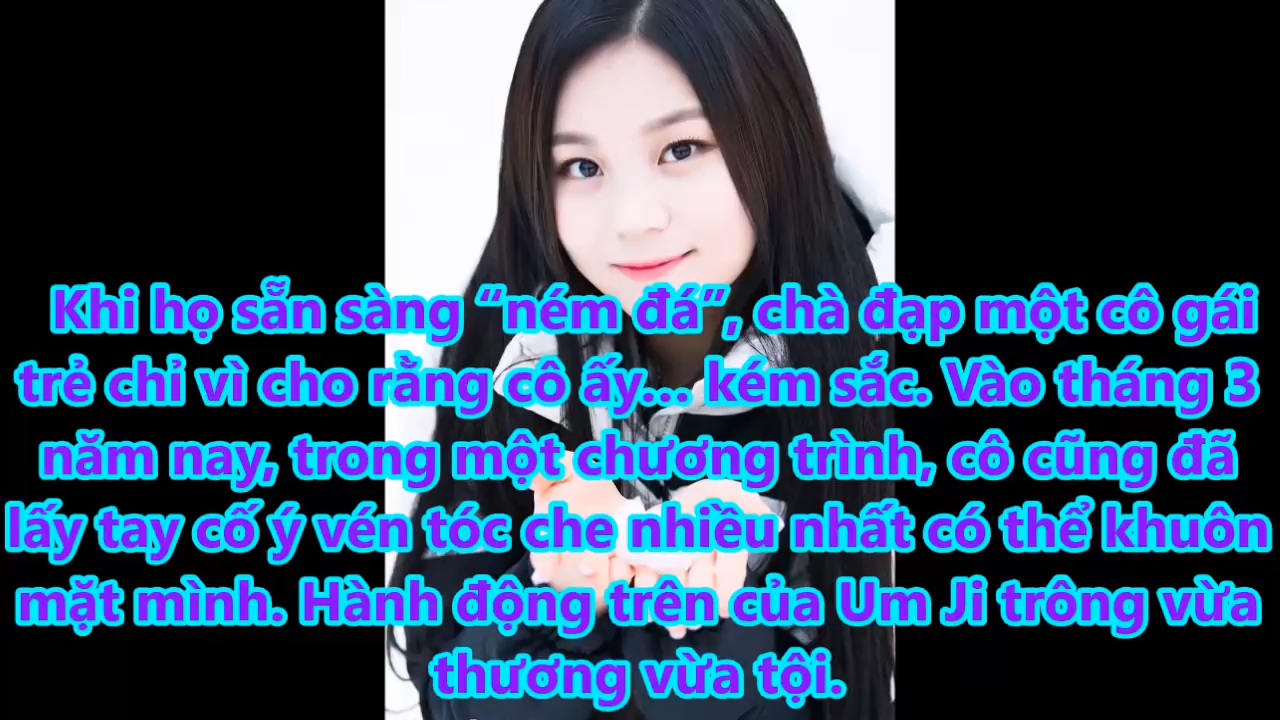 Khi họ sẵn sàng “ném đá”, chà đạp một cô gái
trẻ chỉ vì cho rằng cô ấy... kém sắc. Vào tháng 3
năm nay, trong một chương trình, cô cũng đã
lấy tay cố ý vén tóc che nhiều nhất có thể khuôn
mặt mình. Hành động trên của Um Ji trông vừa
thương vừa tội.